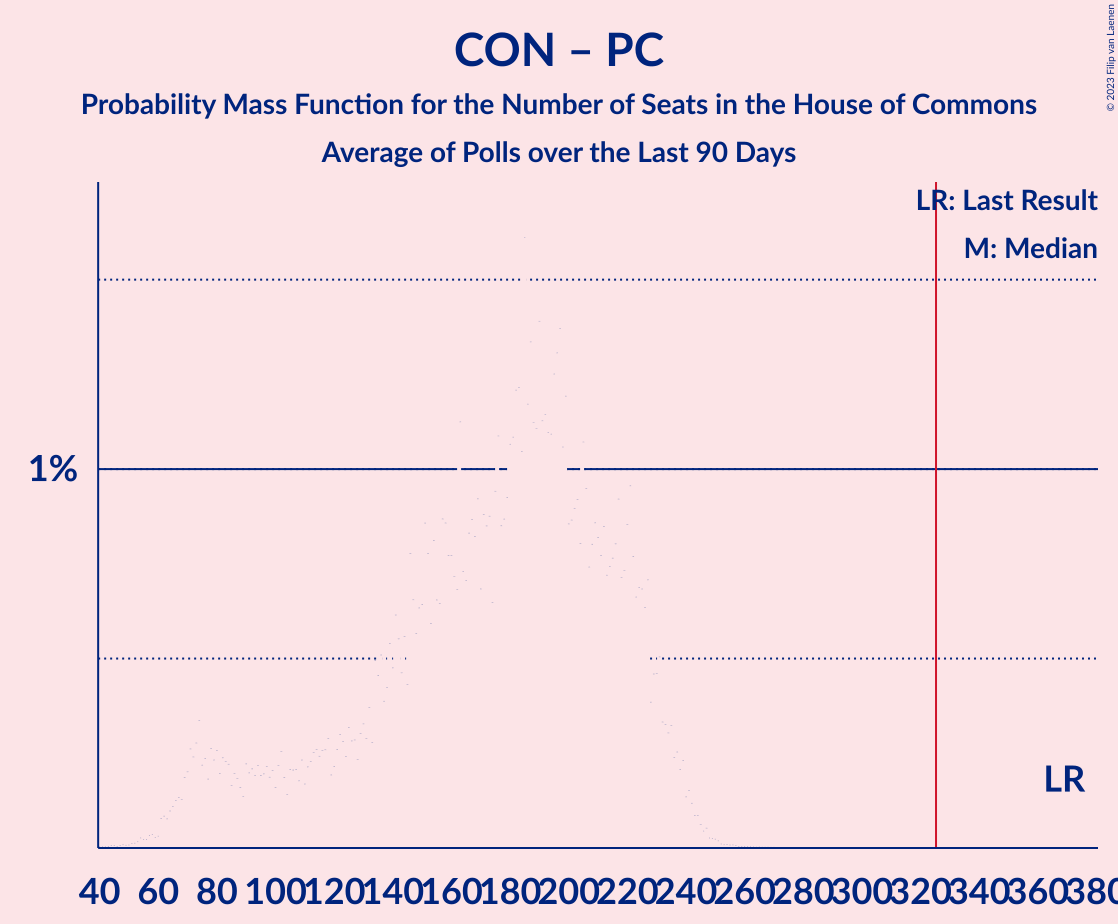 CON – PC
Probability Mass Function for the Number of Seats in the House of Commons
Average of Polls over the Last 90 Days
© 2023 Filip van Laenen
LR: Last Result
M: Median
1%
LR
40 60 80 100 120 140 160 180 200 220 240 260 280 300 320 340 360 380